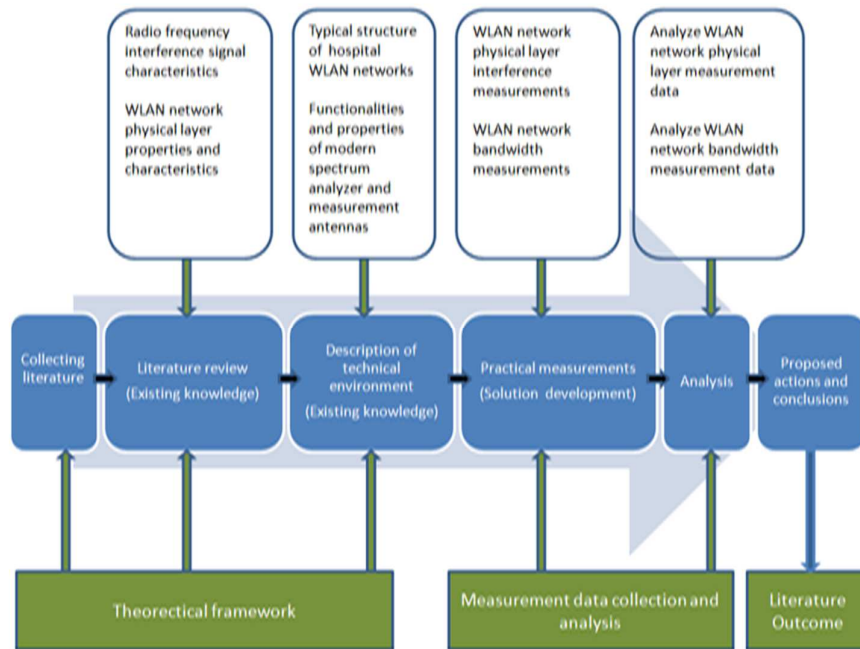 Radio frequency
interference signal
characteristics
WLAN network
physical layer
properties and
characteristics
Typical structure
of hospital
WLAN networks
Functionalities
and properties
of modern
spectrum
analyzer and
measurement
antennas
WLAN network
physical layer
interference
measurements
WLAN network
bandwidth
measurements
Analyze WLAN
network physical
layer measurement
data
Analyze WLAN
network bandwidth
measurement data
Collecting
literature
Literature review
(Existing knowledge)
Description of
technical
environment
(Existing knowledge)
Practical measurements
(Solution development)
Analysis
Proposed
actions and
conclusions
Theorectical framework
Measurement data collection and
analysis
Literature
Outcome